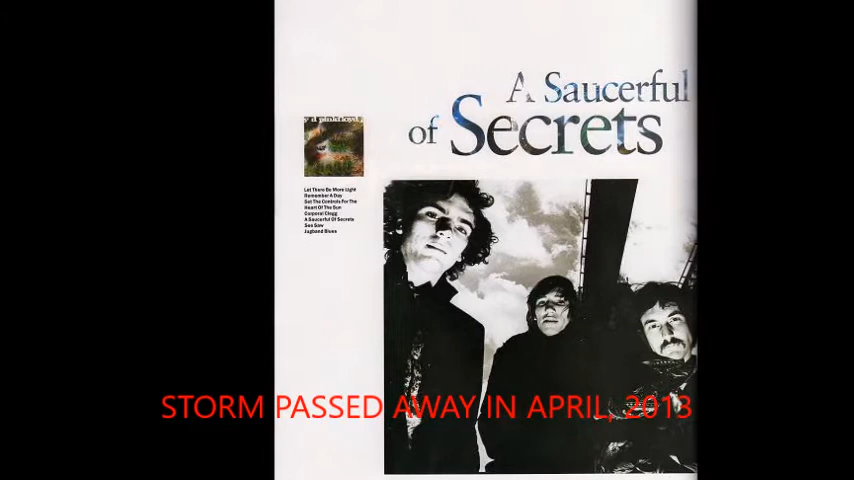 A Saucerful
of Secrets
pinkfloyd
Let There Be More Light
Remember A Day
Set The Controls For The
Heart Of The Sun
Corporal Clegg
A Saucerful Of Secrets
See Saw
Jugband Blues
STORM PASSED AWAY IN APRIL, 2013